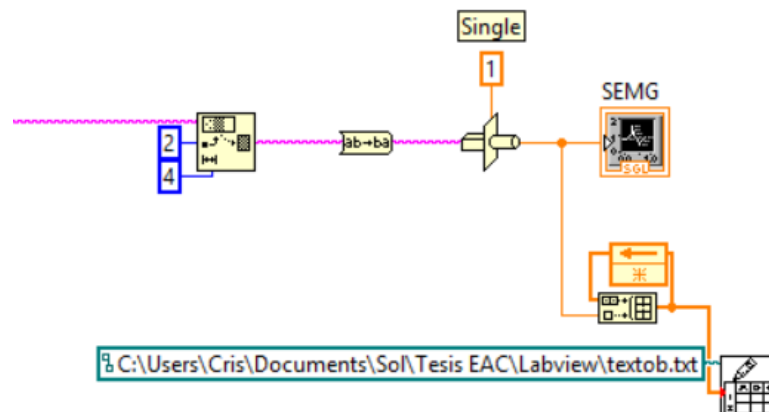 Single
1
SEMG
2
4
ab→ba
SGL
C:\Users\Cris\Documents\Sol\Tesis EAC\Labview\textob.txt